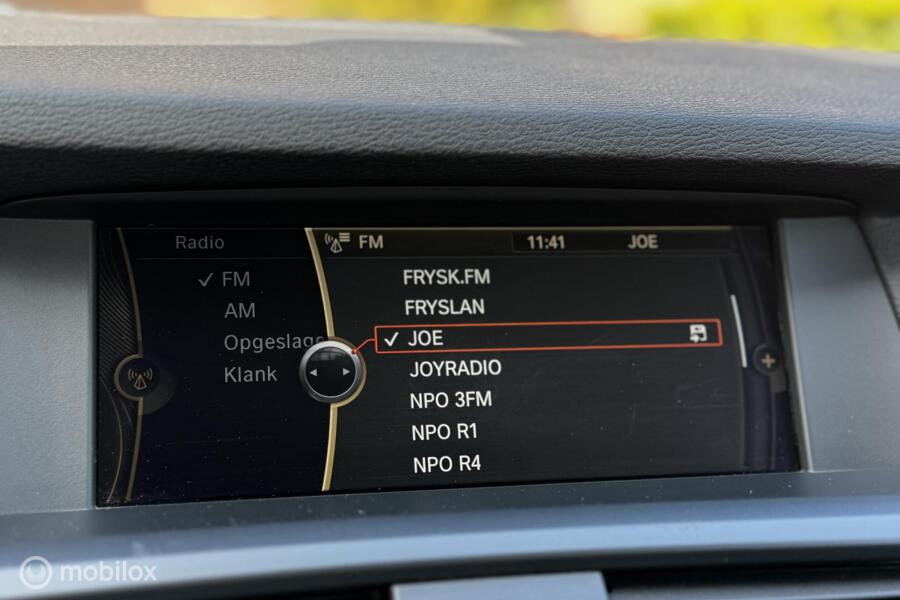 Radio
FM
AM
Opgeslage
Klank
FM 11:41 JOE
FRYSK.FM
FRYSLAN
JOE
JOYRADIO
NPO 3FM
NPO R1
NPO R4
mobilox